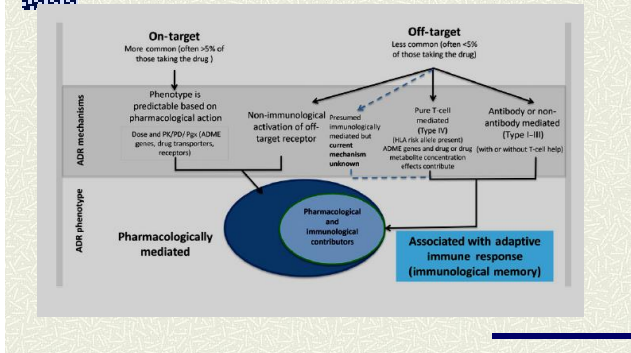 On-target
More common (often >5% of
those taking the drug )
Off-target
Less common (often <5%
of those taking the drug)
ADR mechanisms
Phenotype is
predictable based on
pharmacological action
Dose and PK/PD/ Pgx (ADME
genes, drug transporters,
receptors)
Non-immunological
activation of off-
target receptor
Presumed
immunologically
mediated but
current
mechanism
unknown
Pure T-cell
mediated
(Type IV)
(HLA risk allele present)
ADME genes and drug or drug
metabolite concentration
effects contribute
Antibody or non-
antibody mediated
(Type I–III)
(with or without T-cell help)
ADR phenotype
Pharmacologically
mediated
Pharmacological
and
immunological
contributors
Associated with adaptive
immune response
(immunological memory)